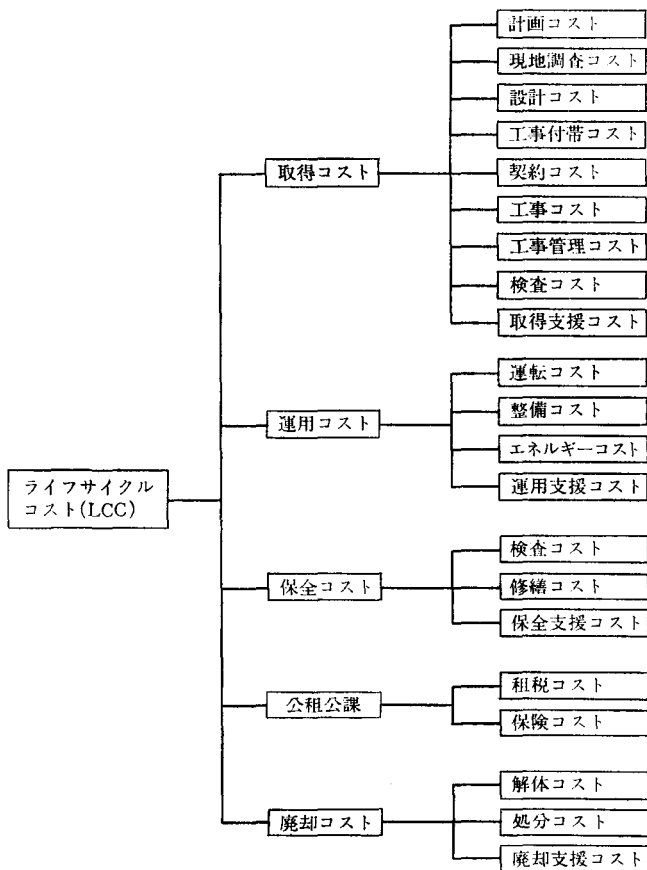 計画コスト
現地調査コスト
設計コスト
工事付帯コスト
取得コスト
契約コスト
工事コスト
工事管理コスト
検査コスト
取得支援コスト
運転コスト
運用コスト
整備コスト
エネルギーコスト
運用支援コスト
ライフサイクル
コスト(LCC)
検査コスト
保全コスト
修繕コスト
保全支援コスト
公租公課
租税コスト
保険コスト
解体コスト
廃却コスト
処分コスト
廃却支援コスト